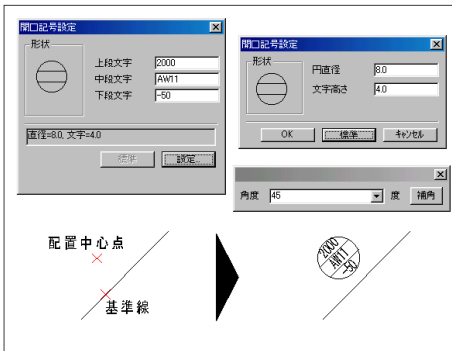 開口記号設定
形状
上段文字 2000
中段文字 AW11
下段文字 -50
直径=8.0, 文字=4.0
標準 設定...
開口記号設定
形状
円直径 8.0
文字高さ 4.0
OK 標準 キャンセル
角度 45 度 補角
配置中心点
基準線
2000
AW11
-50